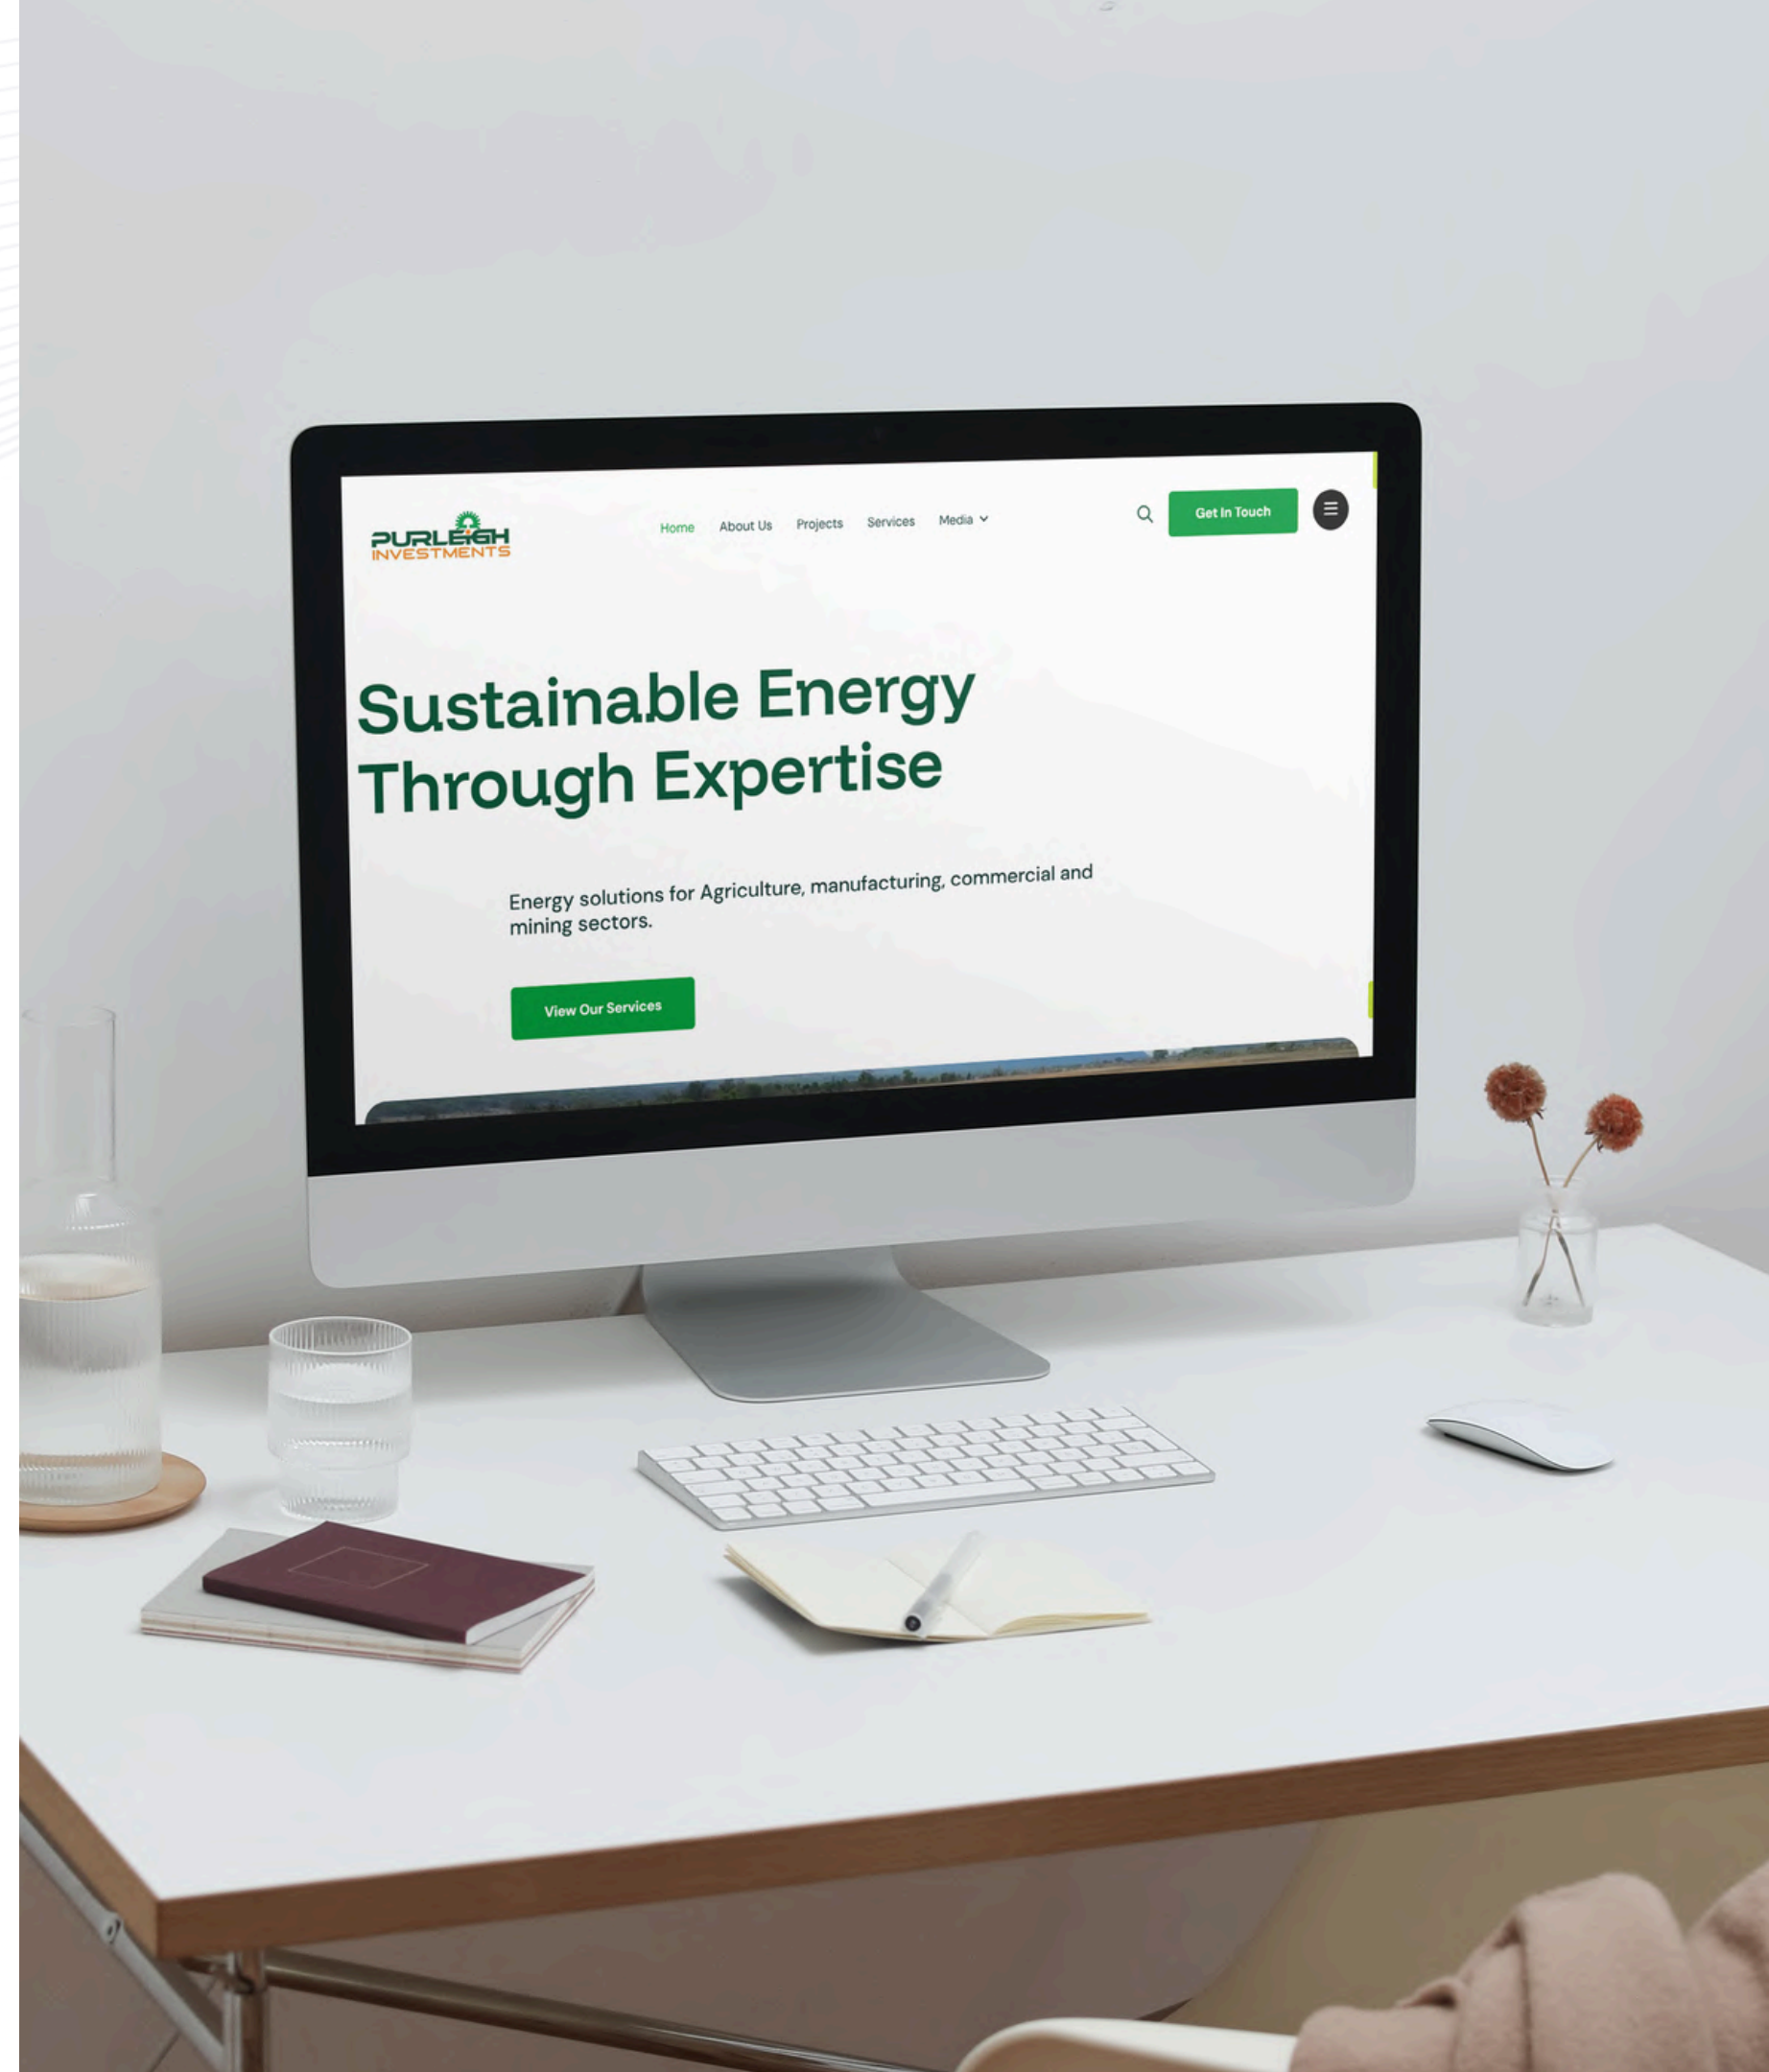 PURLEIGH
INVESTMENTS
Home About Us Projects Services Media
Get In Touch
Sustainable Energy
Through Expertise
Energy solutions for Agriculture, manufacturing, commercial and
mining sectors.
View Our Services